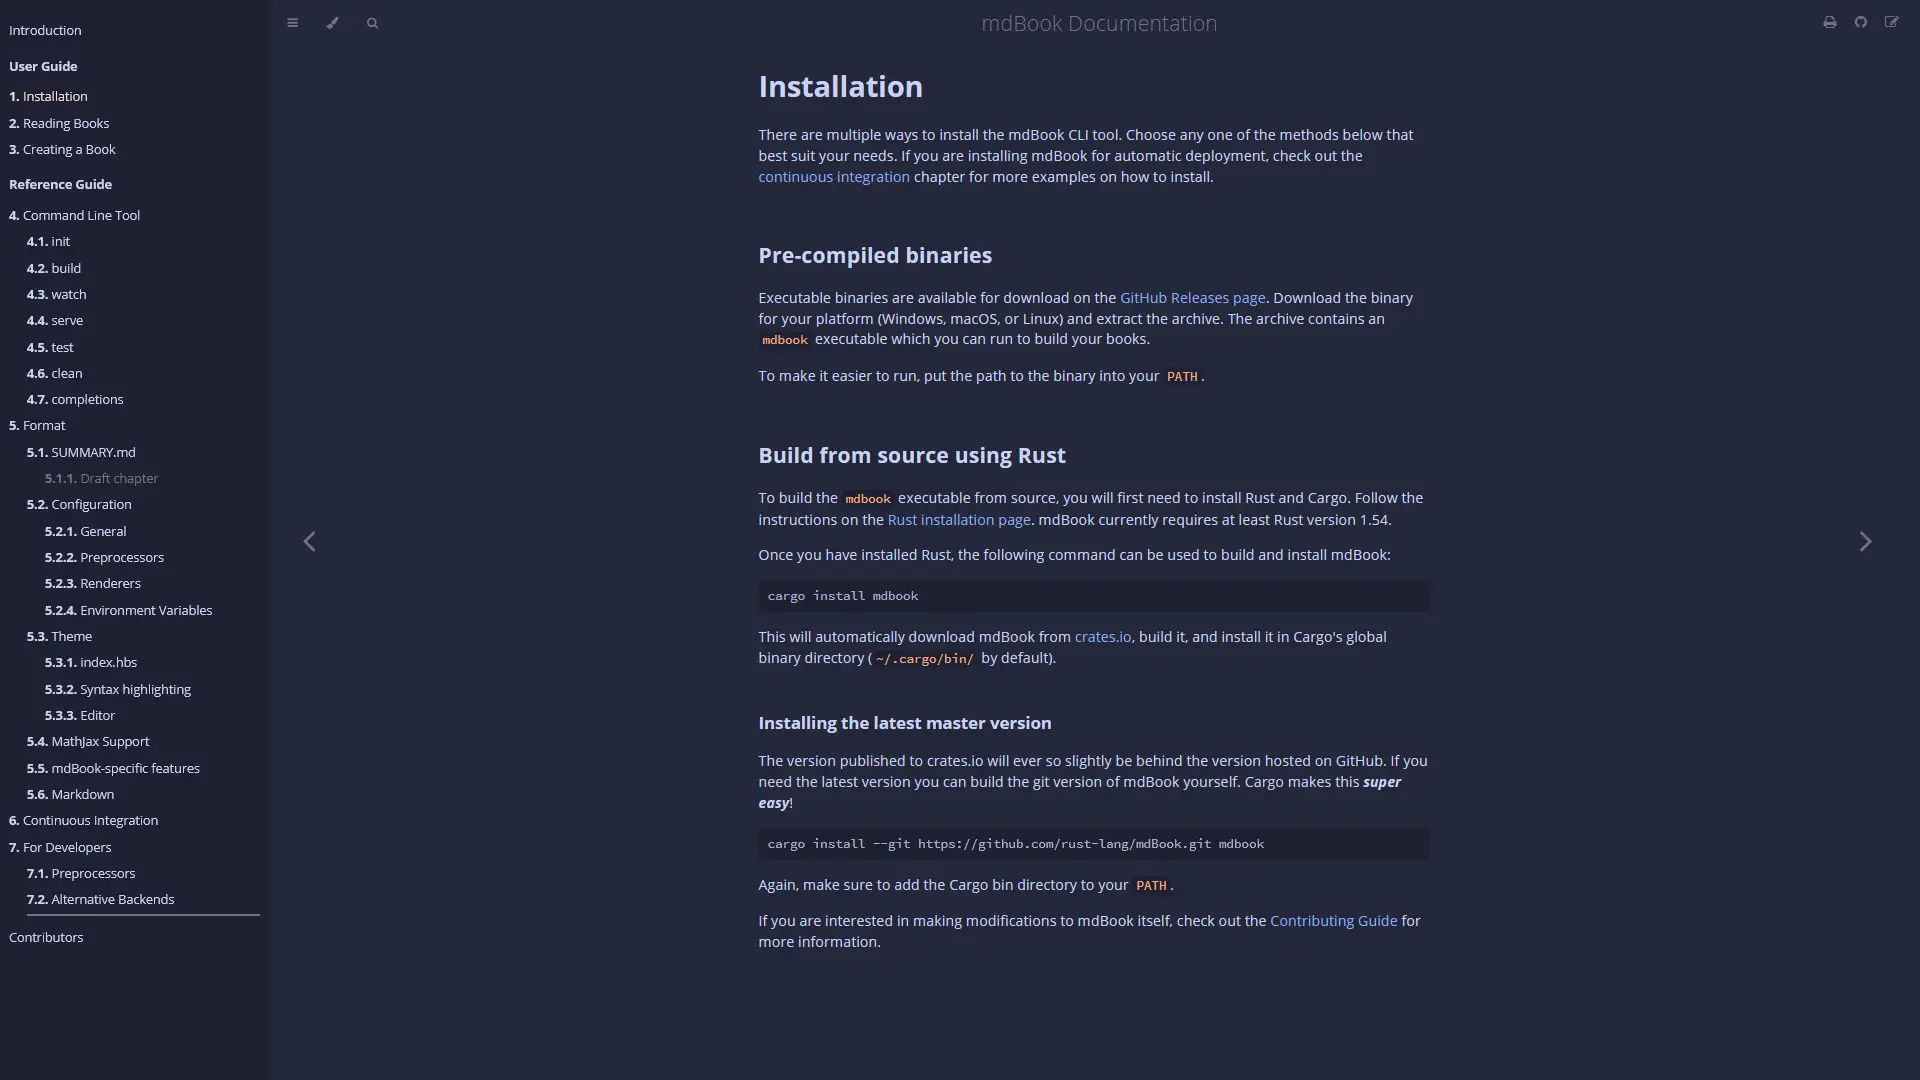 Introduction
User Guide
1. Installation
2. Reading Books
3. Creating a Book
Reference Guide
4. Command Line Tool
4.1. init
4.2. build
4.3. watch
4.4. serve
4.5. test
4.6. clean
4.7. completions
5. Format
5.1. SUMMARY.md
5.1.1. Draft chapter
5.2. Configuration
5.2.1. General
5.2.2. Preprocessors
5.2.3. Renderers
5.2.4. Environment Variables
5.3. Theme
5.3.1. index.hbs
5.3.2. Syntax highlighting
5.3.3. Editor
5.4. MathJax Support
5.5. mdBook-specific features
5.6. Markdown
6. Continuous Integration
7. For Developers
7.1. Preprocessors
7.2. Alternative Backends
Contributors
mdBook Documentation
Installation
There are multiple ways to install the mdBook CLI tool. Choose any one of the methods below that
best suit your needs. If you are installing mdBook for automatic deployment, check out the
continuous integration chapter for more examples on how to install.
Pre-compiled binaries
Executable binaries are available for download on the GitHub Releases page. Download the binary
for your platform (Windows, macOS, or Linux) and extract the archive. The archive contains an
mdbook executable which you can run to build your books.
To make it easier to run, put the path to the binary into your PATH.
Build from source using Rust
To build the mdbook executable from source, you will first need to install Rust and Cargo. Follow the
instructions on the Rust installation page. mdBook currently requires at least Rust version 1.54.
Once you have installed Rust, the following command can be used to build and install mdBook:
cargo install mdbook
This will automatically download mdBook from crates.io, build it, and install it in Cargo's global
binary directory (~/.cargo/bin/ by default).
Installing the latest master version
The version published to crates.io will ever so slightly be behind the version hosted on GitHub. If you
need the latest version you can build the git version of mdBook yourself. Cargo makes this super
easy!
cargo install --git https://github.com/rust-lang/mdBook.git mdbook
Again, make sure to add the Cargo bin directory to your PATH.
If you are interested in making modifications to mdBook itself, check out the Contributing Guide for
more information.